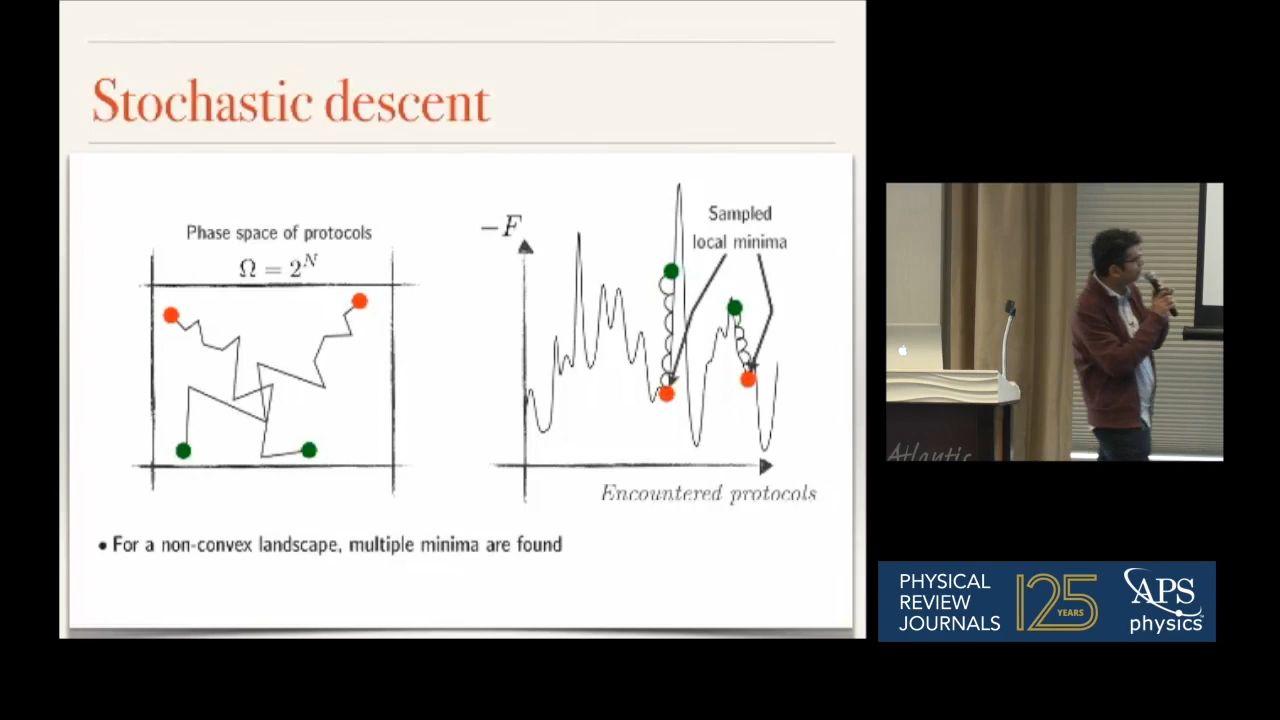 Stochastic descent
Phase space of protocols
Ω = 2^N
−F
Sampled
local minima
Encountered protocols
• For a non-convex landscape, multiple minima are found
Atlantic
PHYSICAL
REVIEW
JOURNALS
125
YEARS
APS
physics